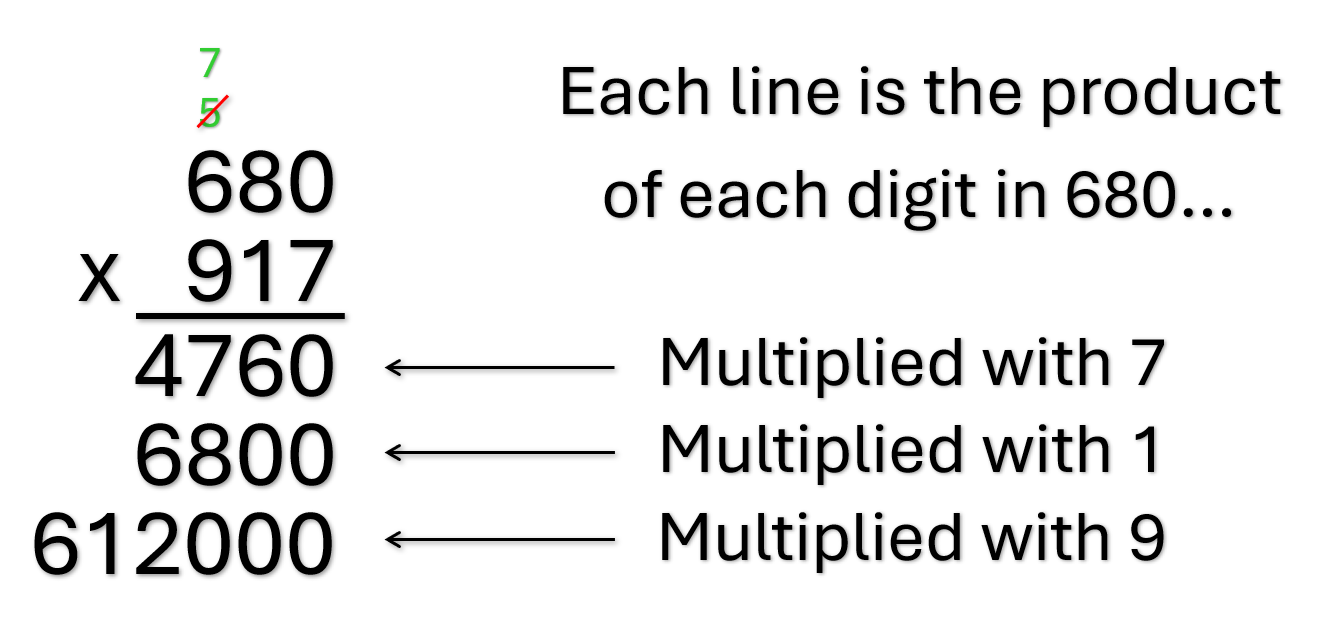 7
5
680
x 917
4760
6800
612000
Each line is the product
of each digit in 680...
Multiplied with 7
Multiplied with 1
Multiplied with 9